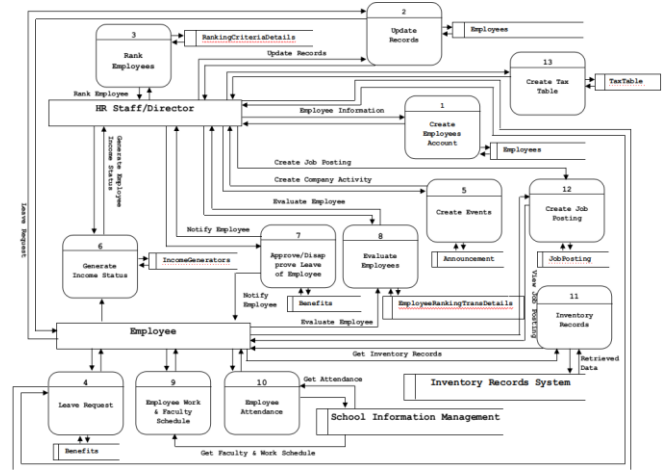 2
Update
Records
Employees
3
Rank
Employees
RankingCriteriaDetails
Update Records
13
Create Tax
Table
TaxTable
Rank Employee
HR Staff/Director
Employee Information
1
Create
Employees
Account
Employees
Generate Employee
Income Status
Leave Request
Create Job Posting
Create Company Activity
Evaluate Employee
5
Create Events
Announcement
12
Create Job
Posting
JobPosting
View Job Posting
Notify Employee
6
Generate
Income Status
IncomeGenerators
7
Approve/Disap
prove Leave
of Employee
Benefits
8
Evaluate
Employees
EmployeeRankingTransDetails
Notify
Employee
Evaluate Employee
11
Inventory
Records
Employee
Get Inventory Records
Retrieved
Data
Inventory Records System
4
Leave Request
Benefits
9
Employee Work
& Faculty
Schedule
10
Employee
Attendance
Get Attendance
School Information Management
Get Faculty & Work Schedule